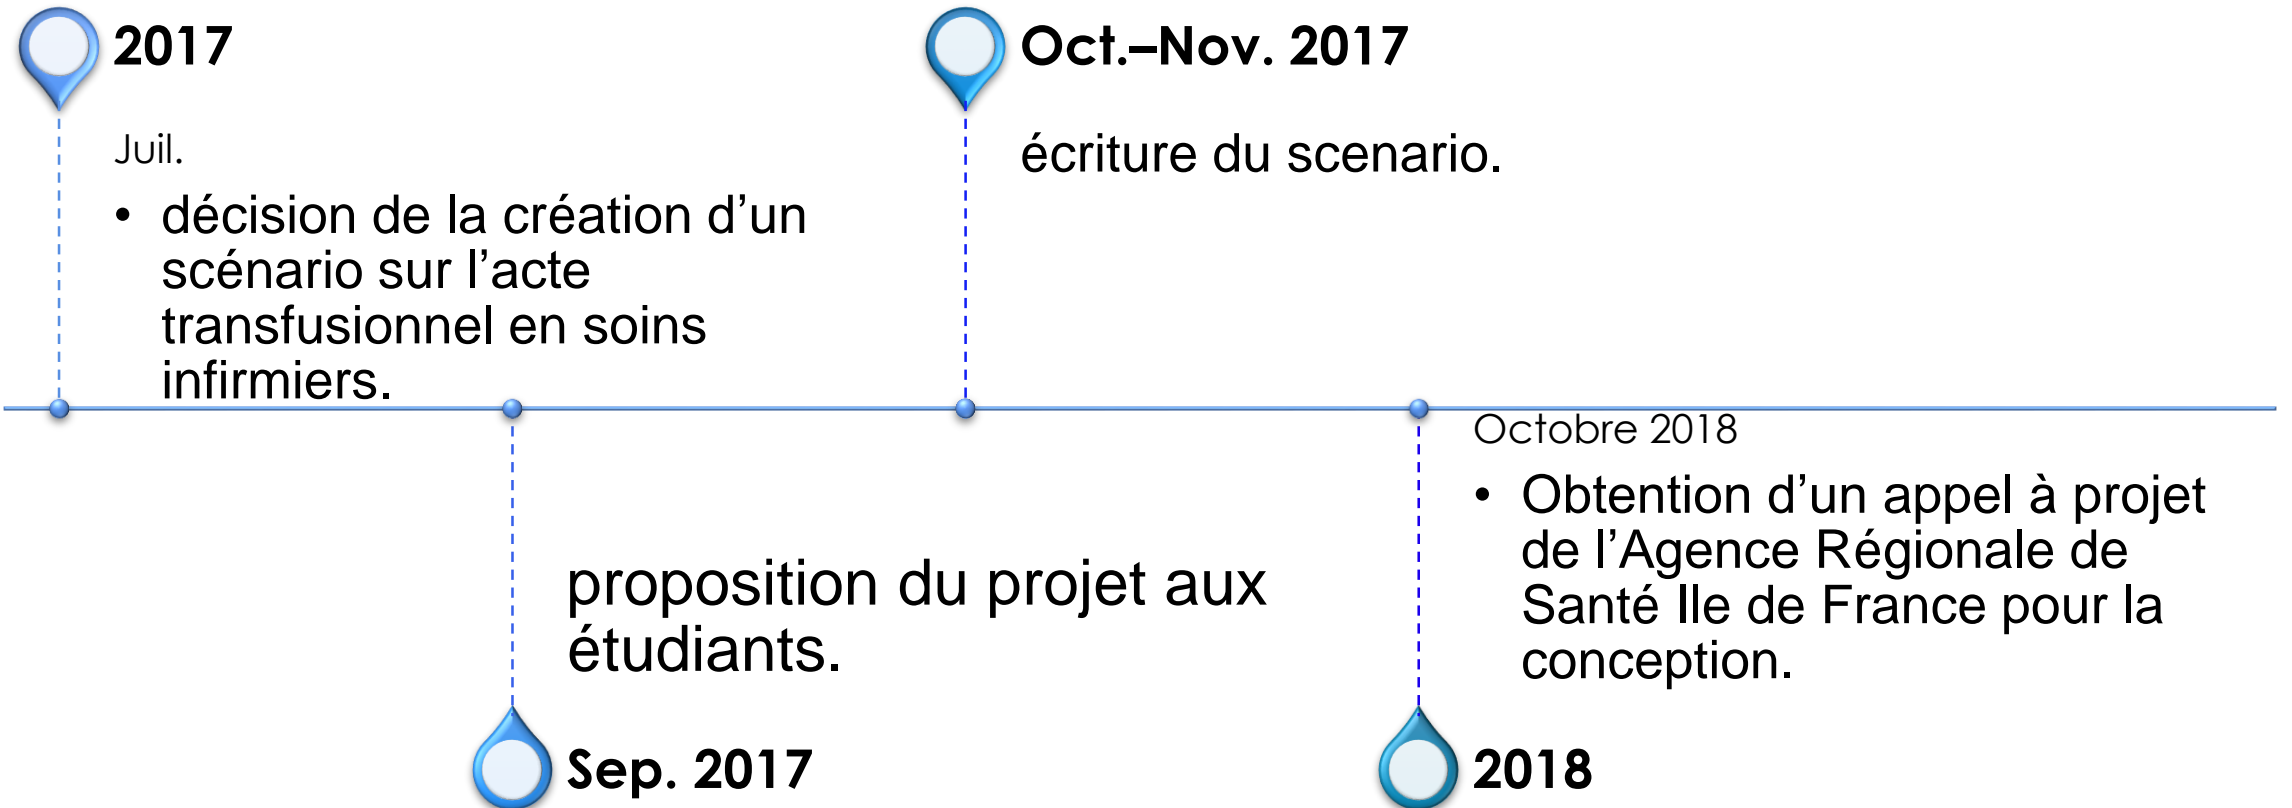 2017
Juil.
• décision de la création d’un
scénario sur l’acte
transfusionnel en soins
infirmiers.
proposition du projet aux
étudiants.
Sep. 2017
Oct.–Nov. 2017
écriture du scenario.
Octobre 2018
• Obtention d’un appel à projet
de l’Agence Régionale de
Santé Ile de France pour la
conception.
2018